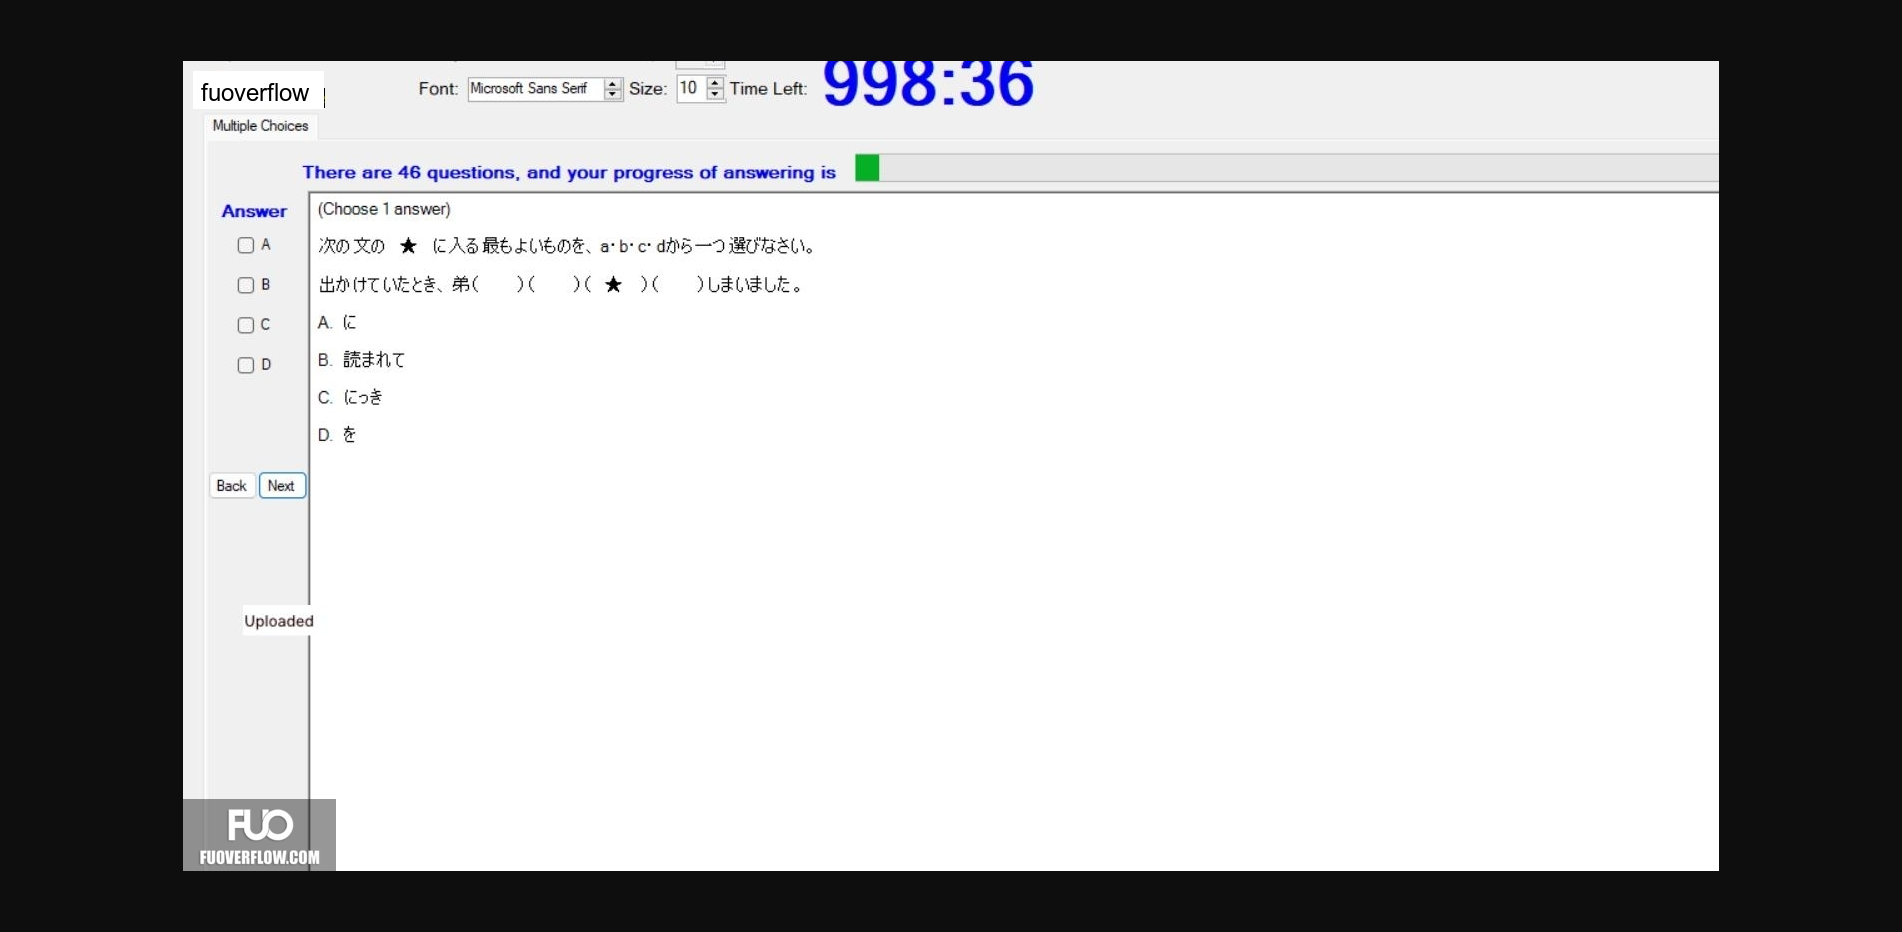 fuoverflow
Font: Microsoft Sans Serif Size: 10 Time Left: 998:36
Multiple Choices
There are 46 questions, and your progress of answering is
Answer
(Choose 1 answer)
A
次の文の ★ に入る最もよいものを、a・b・c・dから一つ選びなさい。
B
出かけていたとき、弟( )( )( ★ )( )しまいました。
C
A. に
D
B. 読まれて
C. にっき
D. を
Back Next
Uploaded
FUO
FUOVERFLOW.COM